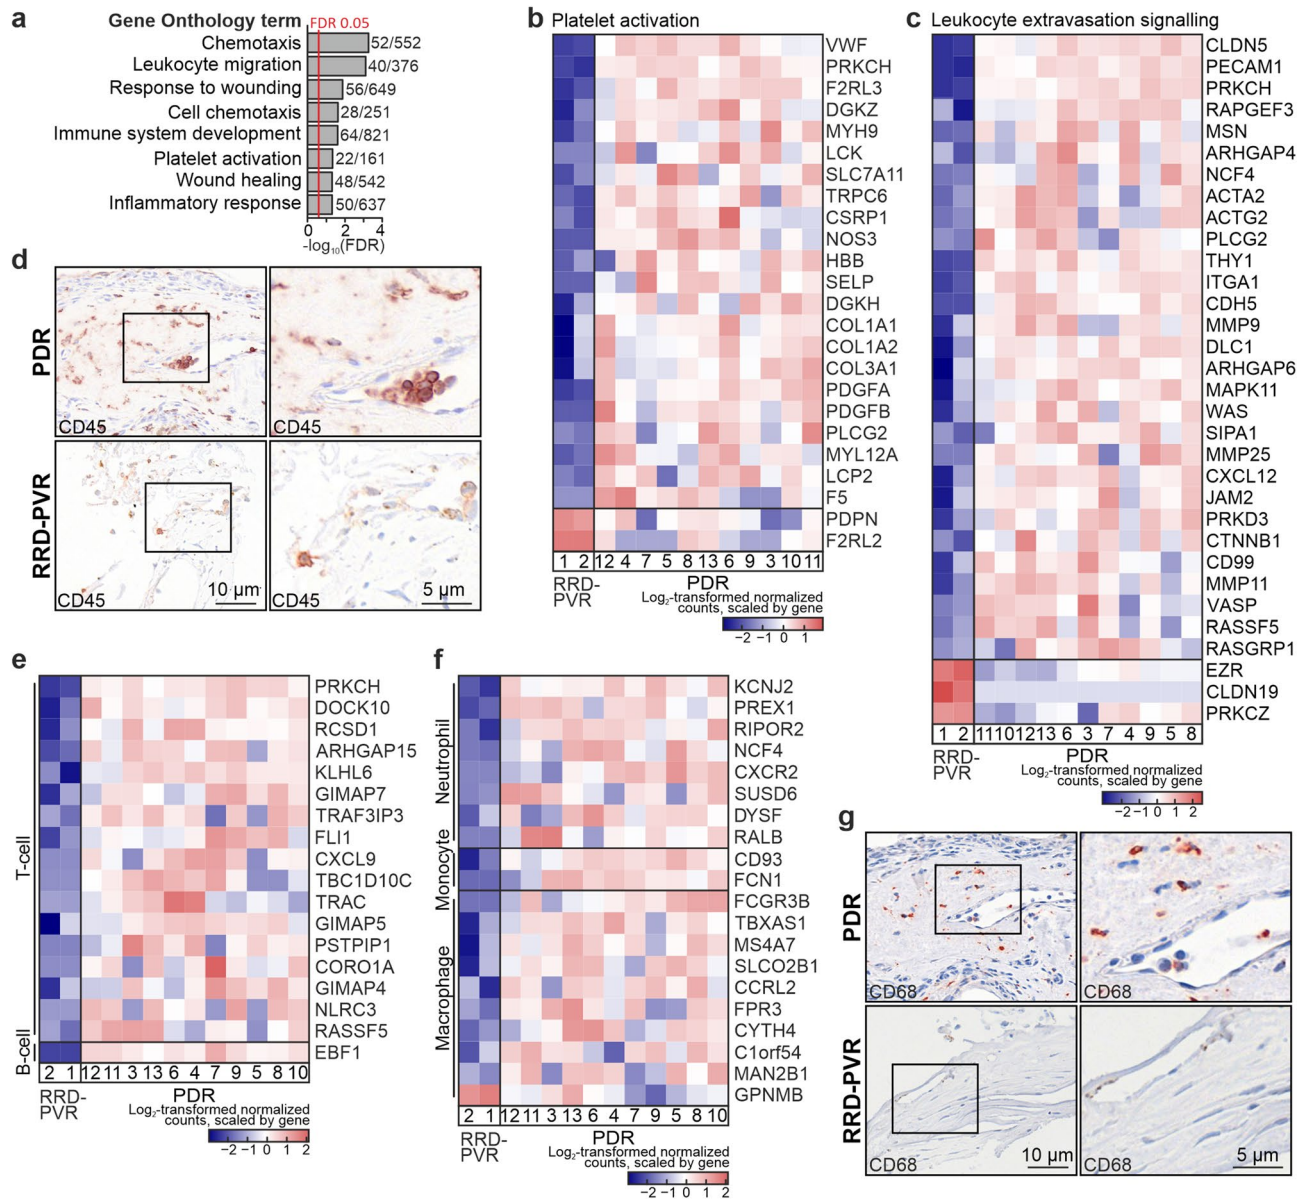 a
Gene Onthology term
FDR 0.05
Chemotaxis 52/552
Leukocyte migration 40/376
Response to wounding 56/649
Cell chemotaxis 28/251
Immune system development 64/821
Platelet activation 22/161
Wound healing 48/542
Inflammatory response 50/637
0 2 4
-log10(FDR)
b Platelet activation
VWF
PRKCH
F2RL3
DGKZ
MYH9
LCK
SLC7A11
TRPC6
CSRP1
NOS3
HBB
SELP
DGKH
COL1A1
COL1A2
COL3A1
PDGFA
PDGFB
PLCG2
MYL12A
LCP2
F5
PDPN
F2RL2
1 2 12 4 7 5 8 13 6 9 3 10 11
RRD-
PVR
PDR
Log2-transformed normalized
counts, scaled by gene
−2 −1 0 1
c Leukocyte extravasation signalling
CLDN5
PECAM1
PRKCH
RAPGEF3
MSN
ARHGAP4
NCF4
ACTA2
ACTG2
PLCG2
THY1
ITGA1
CDH5
MMP9
DLC1
ARHGAP6
MAPK11
WAS
SIPA1
MMP25
CXCL12
JAM2
PRKD3
CTNNB1
CD99
MMP11
VASP
RASSF5
RASGRP1
EZR
CLDN19
PRKCZ
1 2 11 10 12 13 6 3 7 4 9 5 8
RRD-
PVR
PDR
Log2-transformed normalized
counts, scaled by gene
−2 −1 0 1 2
d
PDR
CD45
CD45
RRD-PVR
CD45
10 µm
CD45
5 µm
e
T-cell
B-cell
PRKCH
DOCK10
RCSD1
ARHGAP15
KLHL6
GIMAP7
TRAF3IP3
FLI1
CXCL9
TBC1D10C
TRAC
GIMAP5
PSTPIP1
CORO1A
GIMAP4
NLRC3
RASSF5
EBF1
2 1 12 11 3 13 6 4 7 9 5 8 10
RRD-
PVR
PDR
Log2-transformed normalized
counts, scaled by gene
−2 −1 0 1 2
f
Neutrophil
Monocyte
Macrophage
KCNJ2
PREX1
RIPOR2
NCF4
CXCR2
SUSD6
DYSF
RALB
CD93
FCN1
FCGR3B
TBXAS1
MS4A7
SLCO2B1
CCRL2
FPR3
CYTH4
C1orf54
MAN2B1
GPNMB
2 1 12 11 3 13 6 4 7 9 5 8 10
RRD-
PVR
PDR
Log2-transformed normalized
counts, scaled by gene
−2 −1 0 1 2
g
PDR
CD68
CD68
RRD-PVR
CD68
10 µm
CD68
5 µm